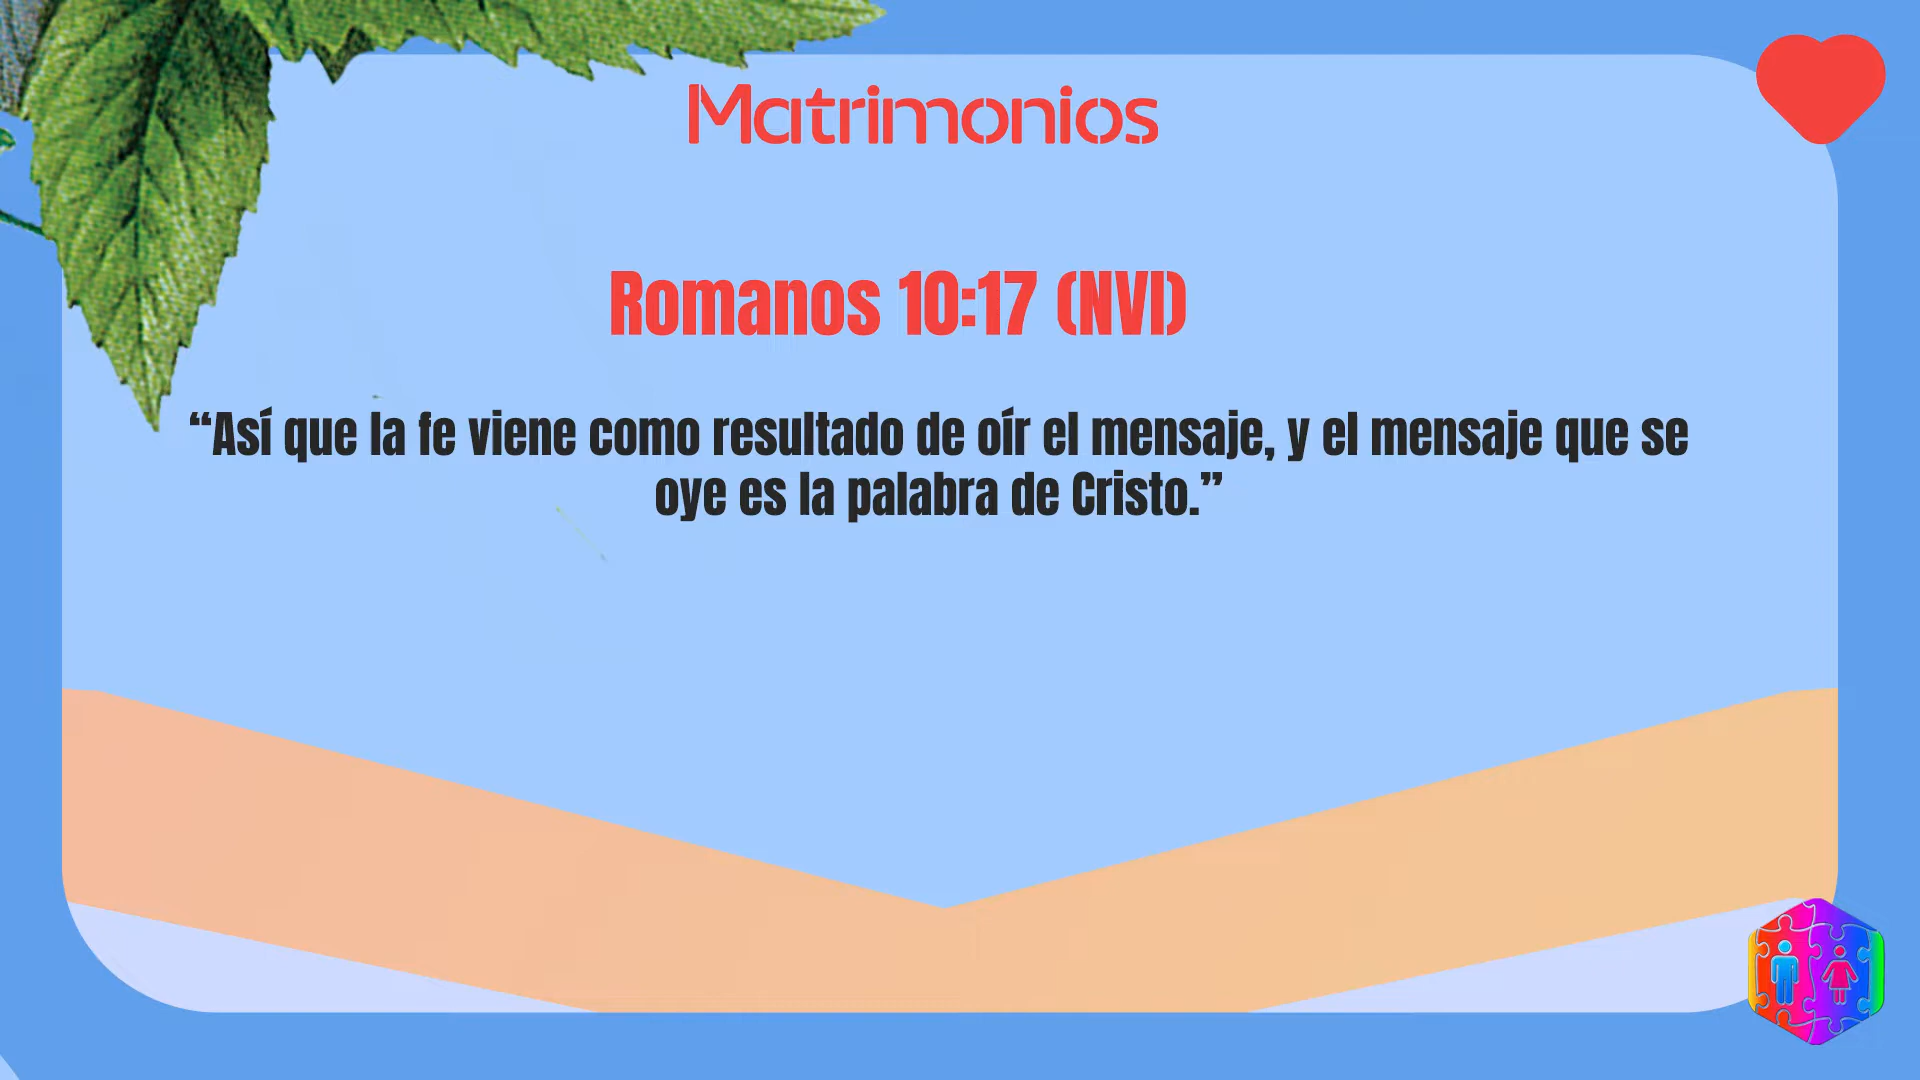 Matrimonios
Romanos 10:17 (NVI)
“Así que la fe viene como resultado de oír el mensaje, y el mensaje que se
oye es la palabra de Cristo.”